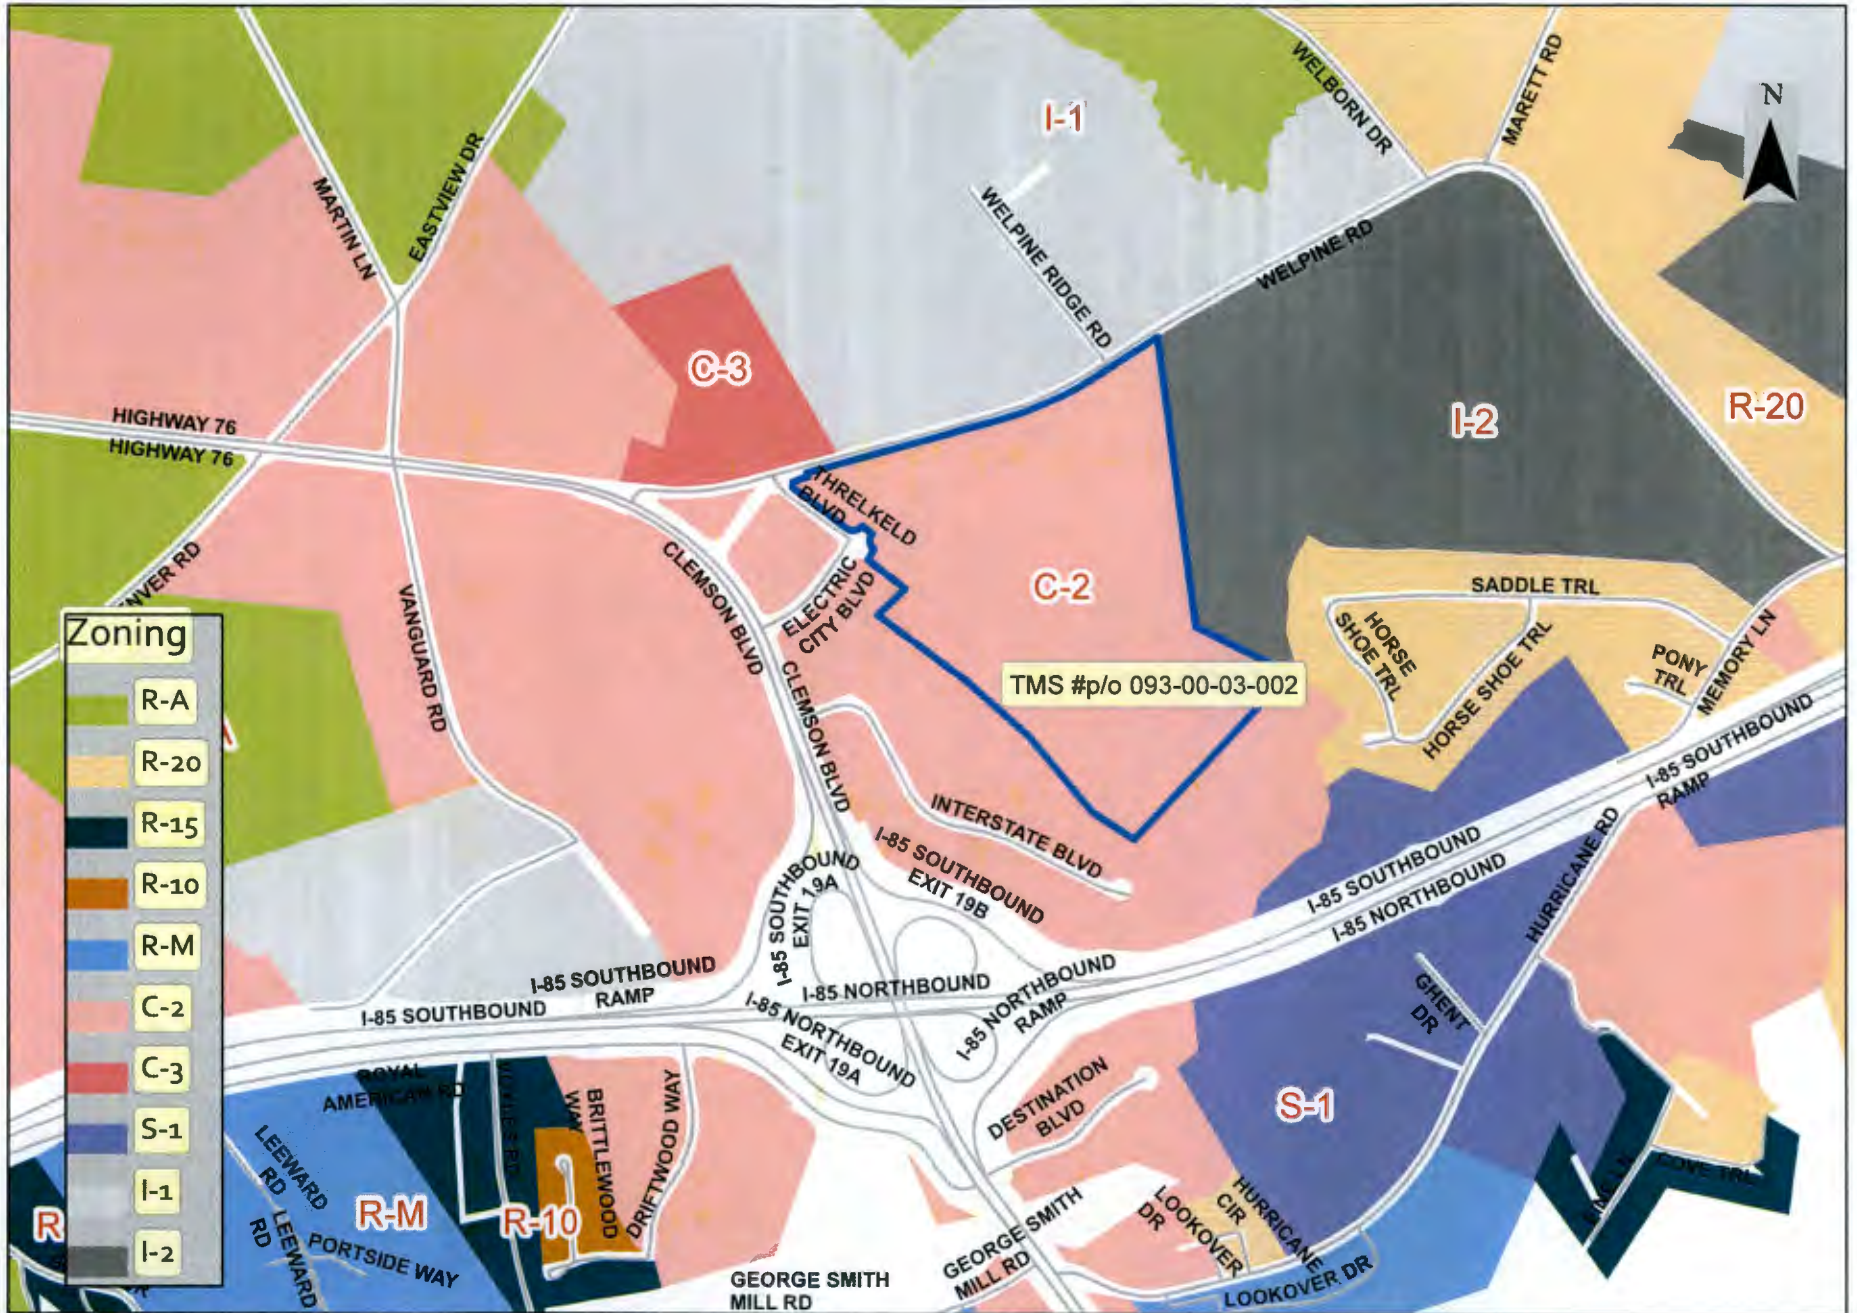 WELBORN DR
MARETT RD
N
I-1
MARTIN LN
EASTVIEW DR
WELPINE RIDGE RD
WELPINE RD
C-3
HIGHWAY 76
HIGHWAY 76
I-2
R-20
THRELKELD
BLVD
CLEMSON BLVD
ELECTRIC
CITY BLVD
C-2
SADDLE TRL
HORSE
SHOE TRL
HORSE SHOE TRL
PONY
TRL
MEMORY LN
VANGUARD RD
CLEMSON BLVD
TMS #p/o 093-00-03-002
Zoning
R-A
R-20
R-15
R-10
R-M
C-2
C-3
S-1
I-1
I-2
INTERSTATE BLVD
I-85 SOUTHBOUND
RAMP
I-85 SOUTHBOUND
EXIT 19A
I-85 SOUTHBOUND
EXIT 19B
I-85 SOUTHBOUND
I-85 NORTHBOUND
HURRICANE RD
I-85 SOUTHBOUND
RAMP
I-85 SOUTHBOUND
I-85 NORTHBOUND
I-85 NORTHBOUND
RAMP
I-85 NORTHBOUND
EXIT 19A
GHENT
DR
ROYAL
AMERICAN RD
BRITTLEWOOD
WAY
DRIFTWOOD WAY
DESTINATION
BLVD
S-1
LEEWARD
RD
LEEWARD
RD
PORTSIDE WAY
R-M
R-10
R
LOOKOVER
DR
HURRICANE
CIR
COVE TRL
GEORGE SMITH
MILL RD
GEORGE SMITH
MILL RD
LOOKOVER DR